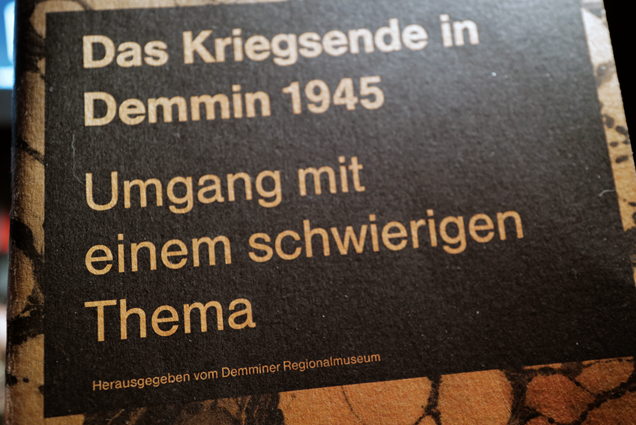 Das Kriegsende in
Demmin 1945
Umgang mit
einem schwierigen
Thema
Herausgegeben vom Demminer Regionalmuseum